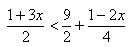 (1+3x)/2 < 9/2 + (1−2x)/4